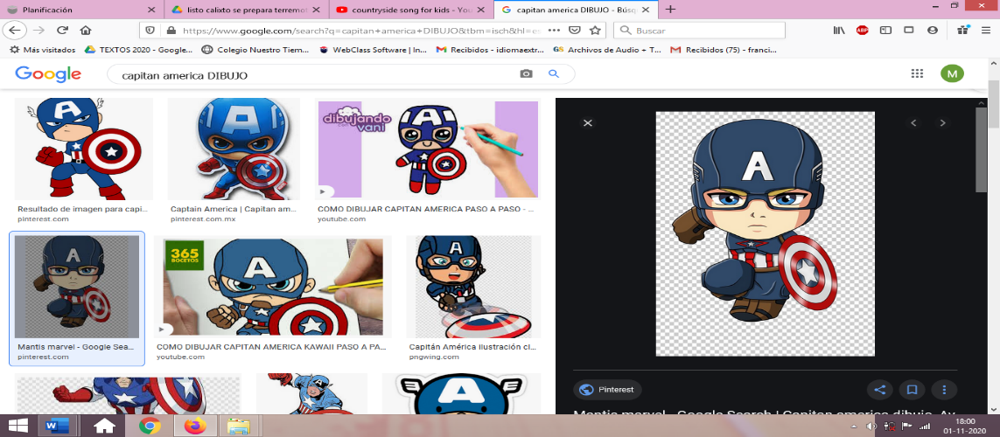 Planificación
listo calixto se prepara terremot
countryside song for kids - You
capitan america DIBUJO - Búsq
https://www.google.com/search?q=capitan+america+DIBUJO&tbm=isch&hl=es
Buscar
Más visitados
TEXTOS 2020 - Google...
Colegio Nuestro Tiem...
WebClass Software | In...
Recibidos - idiomaextr...
GS Archivos de Audio + T...
Recibidos (75) - franci...
Google
capitan america DIBUJO
M
dibujando
con
vani
Resultado de imagen para capi...
pinterest.com
Captain America | Capitan am...
pinterest.com.mx
COMO DIBUJAR CAPITAN AMERICA PASO A PASO - ...
youtube.com
365
BOCETOS
Mantis marvel - Google Sea...
pinterest.com
COMO DIBUJAR CAPITAN AMERICA KAWAII PASO A PA...
youtube.com
Capitán América ilustración cl...
pngwing.com
A
Pinterest
Mantis marvel - Google Search | Capitan america dibujo, Av
18:00
01-11-2020